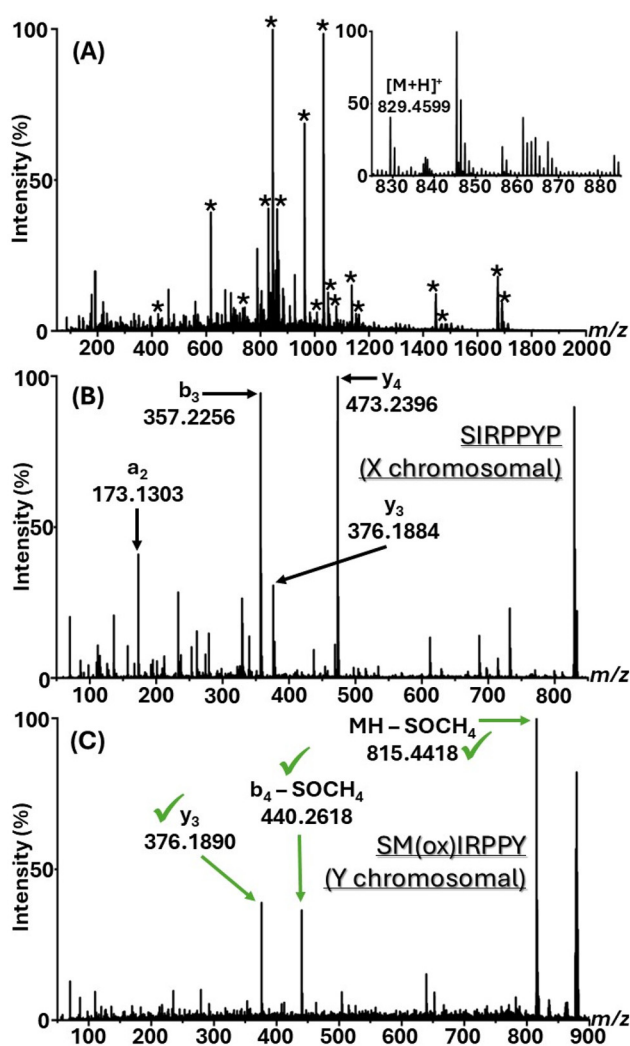 (A)
Intensity (%)
100
50
0
* * * * * * * * * * * * * * * * *
200 400 600 800 1000 1200 1400 1600 1800 2000
m/z
100
50
0
[M+H]⁺
829.4599
830 840 850 860 870 880
(B)
Intensity (%)
100
50
0
b₃
357.2256
y₄
473.2396
a₂
173.1303
y₃
376.1884
SIRPPYP
(X chromosomal)
100 200 300 400 500 600 700 800 m/z
(C)
Intensity (%)
100
50
0
MH – SOCH₄
815.4418
b₄ – SOCH₄
440.2618
y₃
376.1890
SM(ox)IRPPY
(Y chromosomal)
100 200 300 400 500 600 700 800 900
m/z